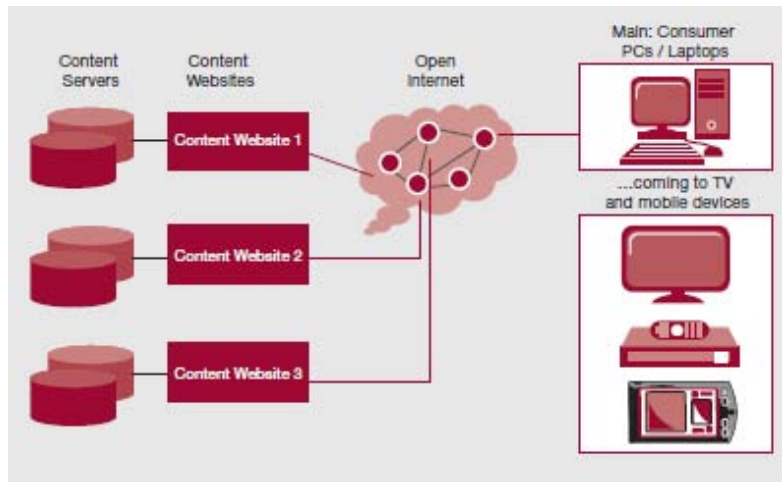 Content
Servers
Content
Websites
Open
Internet
Main: Consumer
PCs / Laptops
Content Website 1
...coming to TV
and mobile devices
Content Website 2
Content Website 3